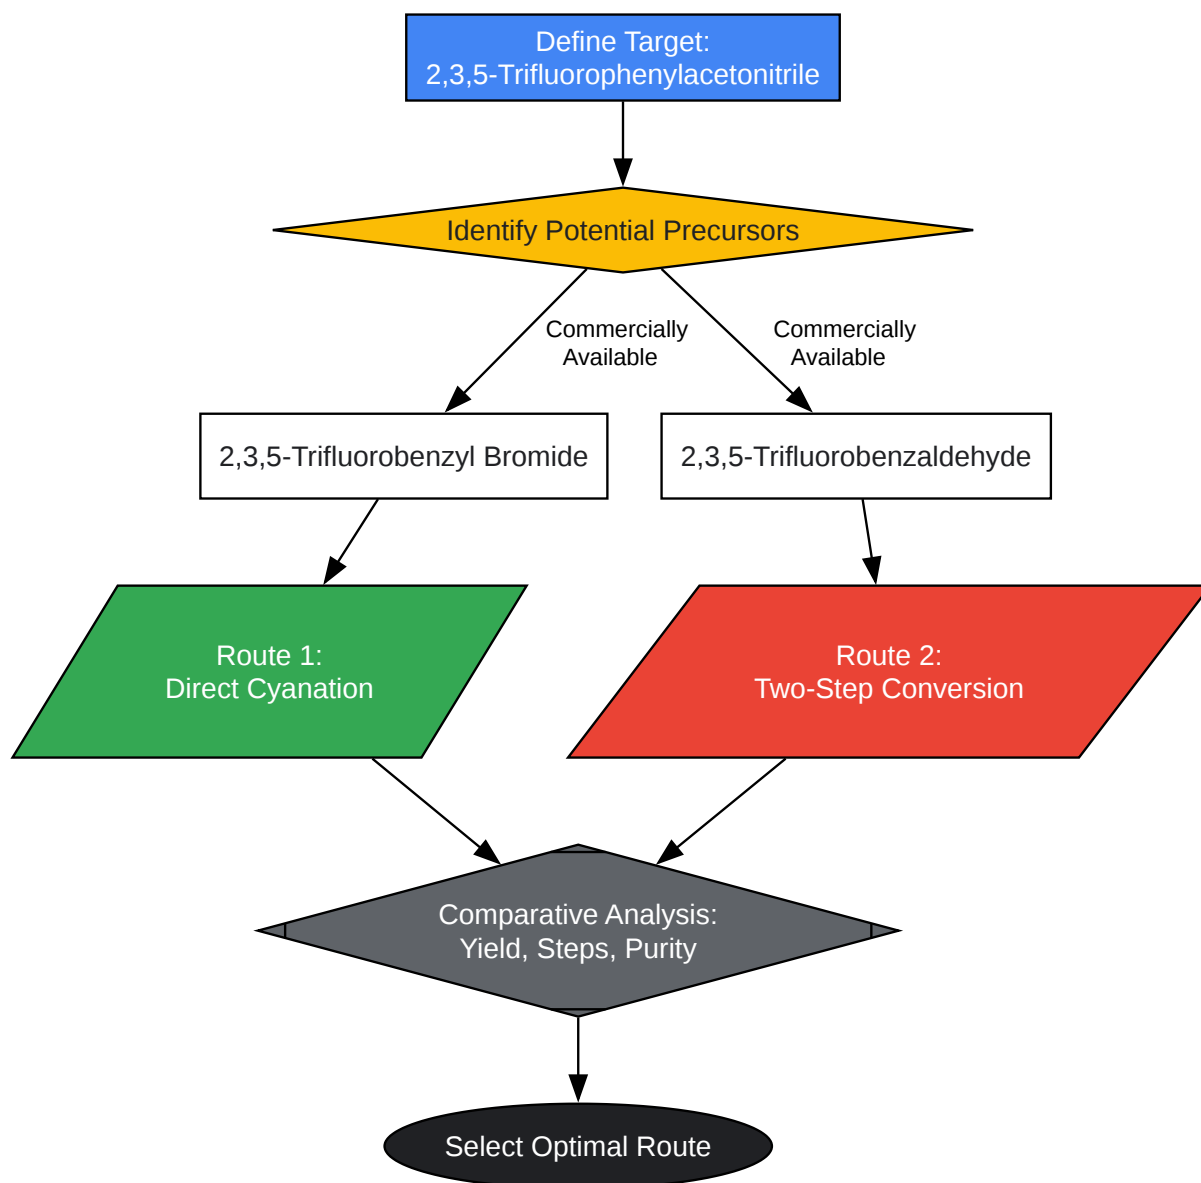 Define Target:
2,3,5-Trifluorophenylacetonitrile
Identify Potential Precursors
Commercially
Available
Commercially
Available
2,3,5-Trifluorobenzyl Bromide
2,3,5-Trifluorobenzaldehyde
Route 1:
Direct Cyanation
Route 2:
Two-Step Conversion
Comparative Analysis:
Yield, Steps, Purity
Select Optimal Route